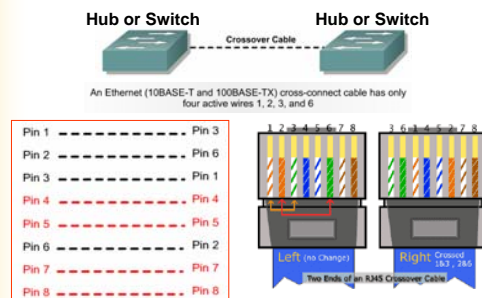 Hub or Switch Hub or Switch
Crossover Cable
An Ethernet (10BASE-T and 100BASE-TX) cross-connect cable has only
four active wires 1, 2, 3, and 6
Pin 1 Pin 3
Pin 2 Pin 6
Pin 3 Pin 1
Pin 4 Pin 4
Pin 5 Pin 5
Pin 6 Pin 2
Pin 7 Pin 7
Pin 8 Pin 8
1 2 3 4 5 6 7 8
3 6 1 4 5 2 7 8
Left (no Change)
Right Crossed
1&3 , 2&6
Two Ends of an RJ45 Crossover Cable